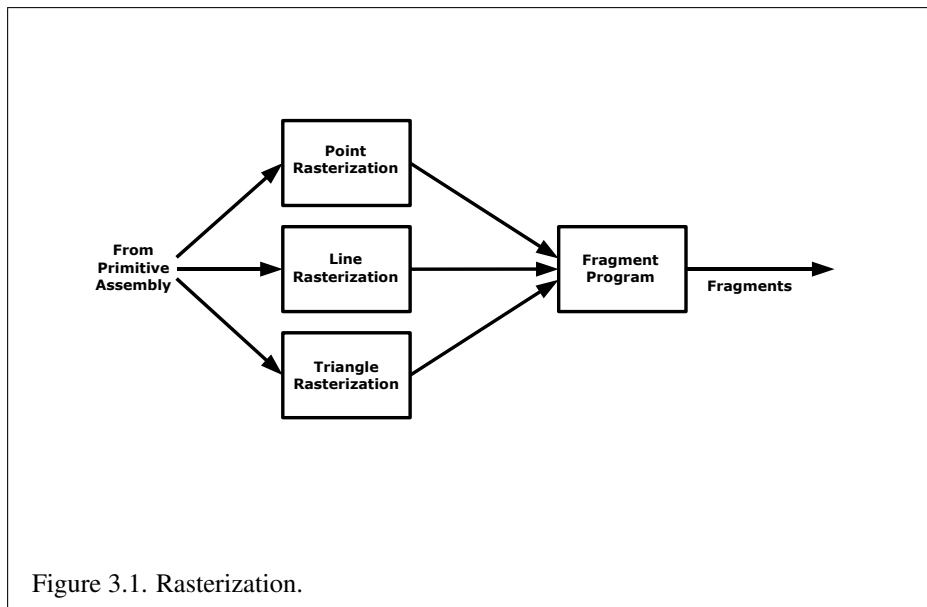 Point
Rasterization
From
Primitive
Assembly
Line
Rasterization
Triangle
Rasterization
Fragment
Program
Fragments
Figure 3.1. Rasterization.